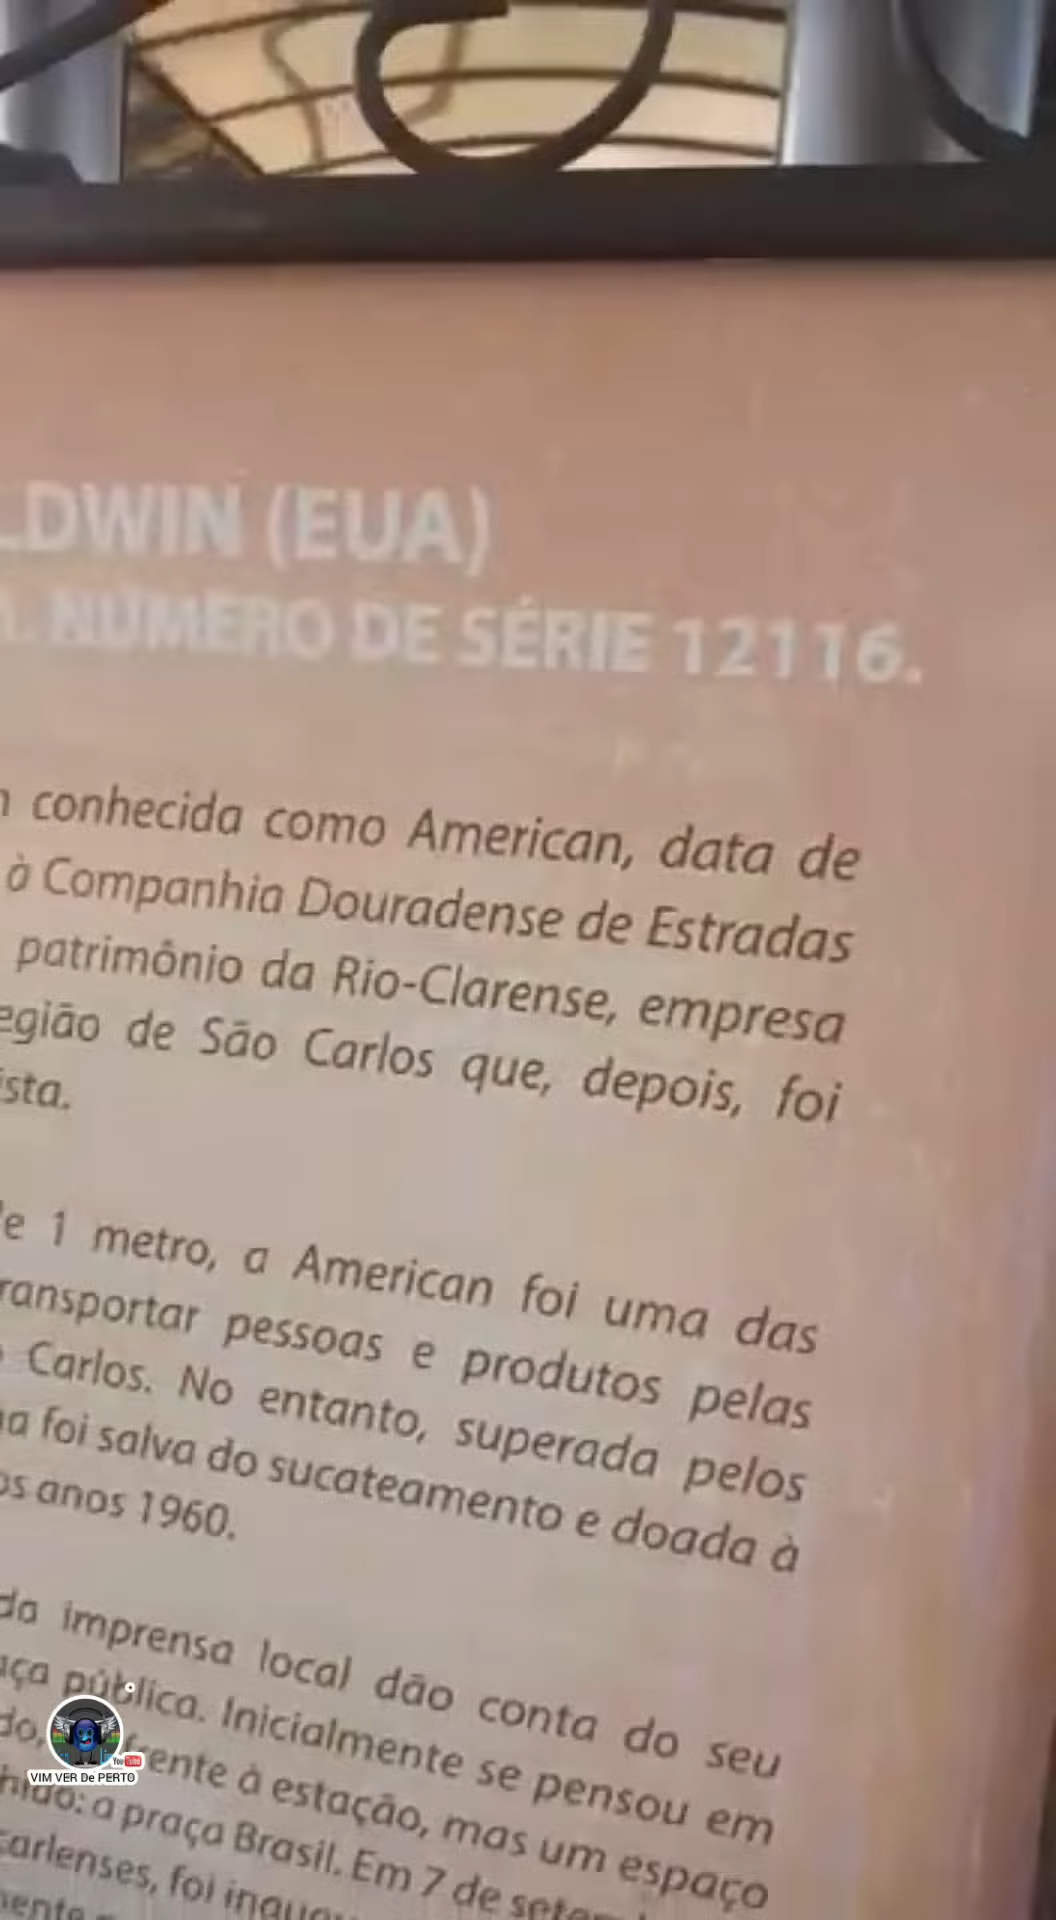 LDWIN (EUA)
NÚMERO DE SÉRIE 12116.
conhecida como American, data de
à Companhia Douradense de Estradas
patrimônio da Rio-Clarense, empresa
egião de São Carlos que, depois, foi
ista.
e 1 metro, a American foi uma das
ransportar pessoas e produtos pelas
Carlos. No entanto, superada pelos
a foi salva do sucateamento e doada à
os anos 1960.
da imprensa local dão conta do seu
aça pública. Inicialmente se pensou em
do, frente à estação, mas um espaço
a praça Brasil. Em 7 de
carlenses, foi
VIM VER De PERTO